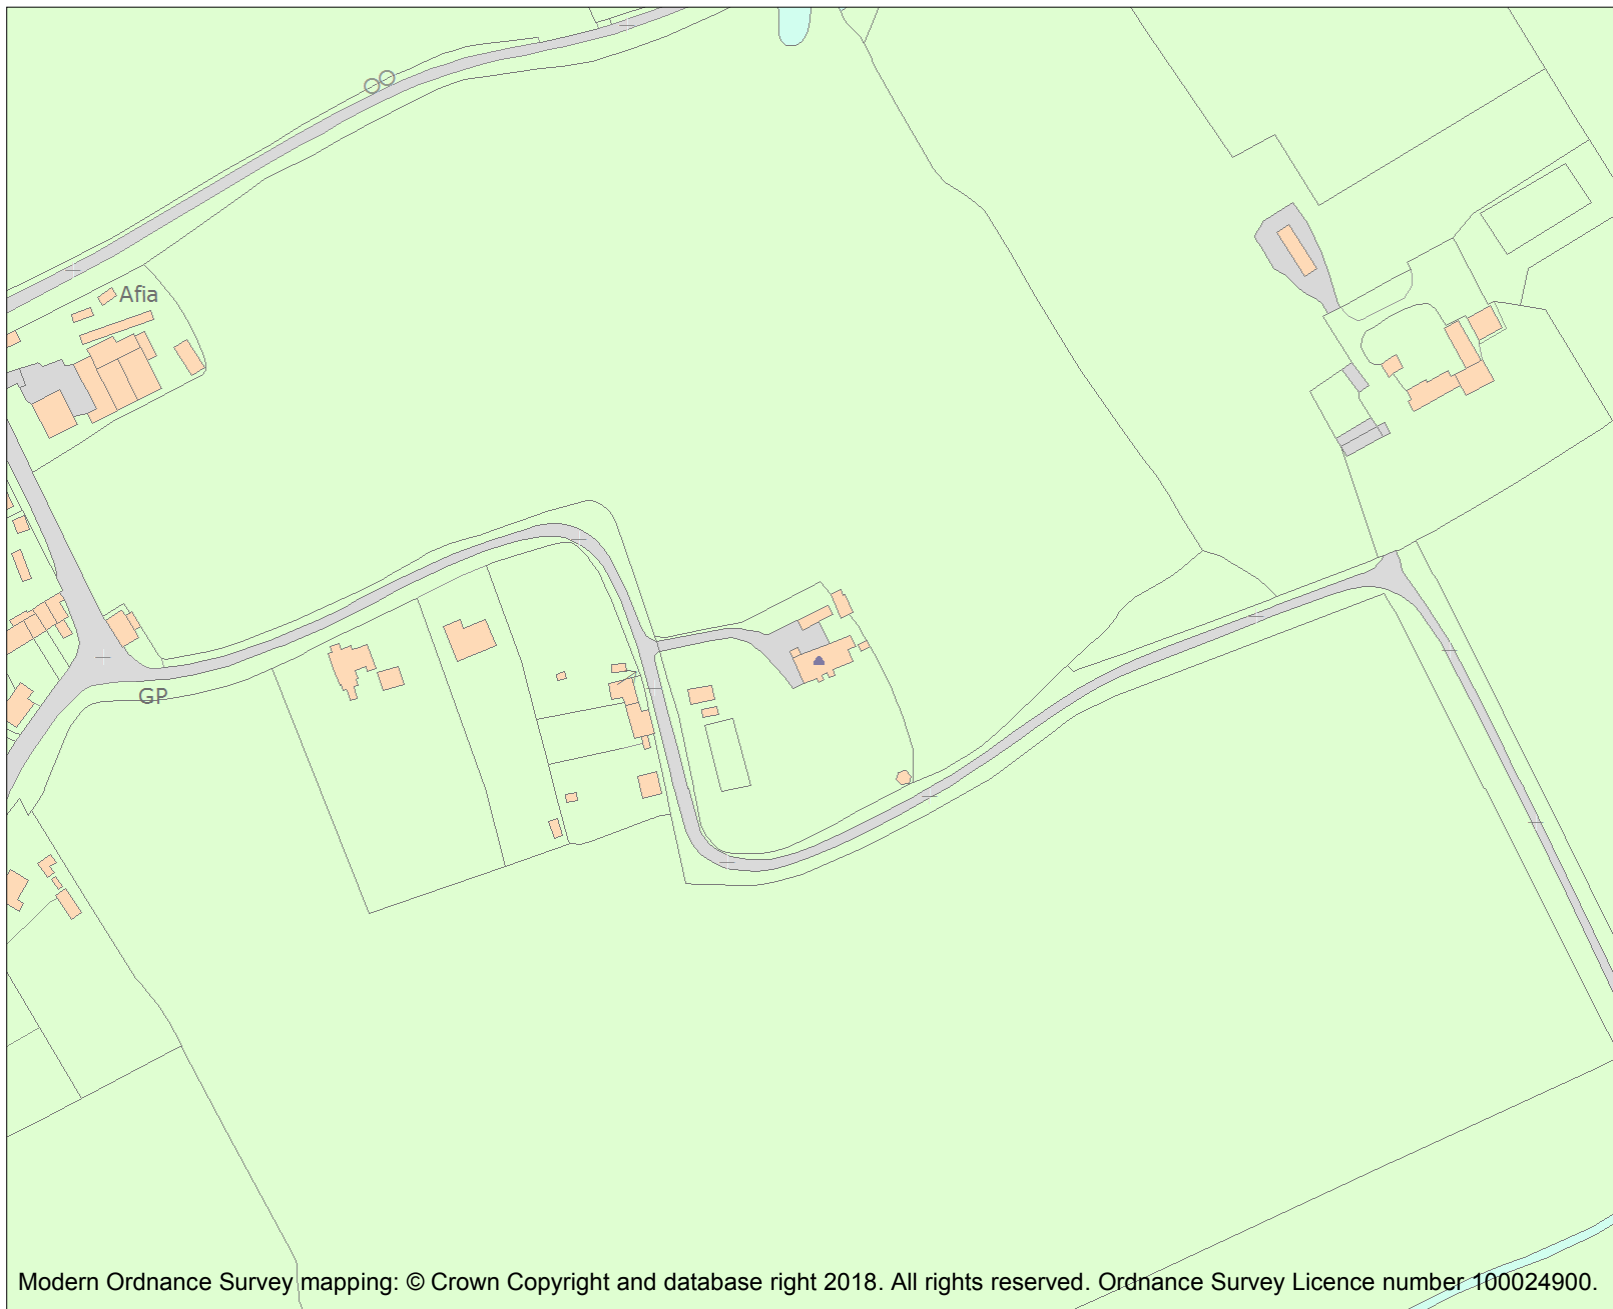 Afia
GP
Modern Ordnance Survey mapping: © Crown Copyright and database right 2018. All rights reserved. Ordnance Survey Licence number 100024900.